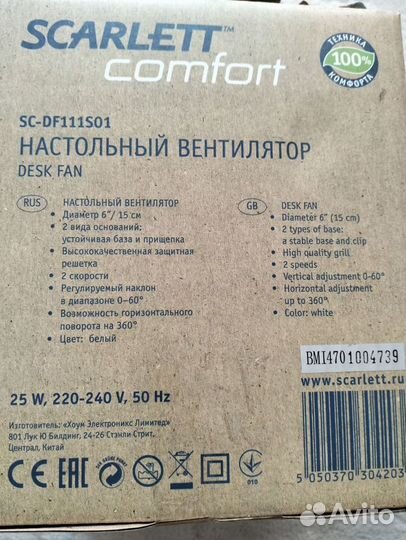 SCARLETT™
comfort
ТЕХНИКА
100%
КОМФОРТА
SC-DF111S01
НАСТОЛЬНЫЙ ВЕНТИЛЯТОР
DESK FAN
RUS
НАСТОЛЬНЫЙ ВЕНТИЛЯТОР
• Диаметр 6"/ 15 см
• 2 вида оснований:
устойчивая база и прищепка
• Высококачественная защитная
решетка
• 2 скорости
• Регулируемый наклон
в диапазоне 0–60°
• Возможность горизонтального
поворота на 360°
• Цвет: белый
GB
DESK FAN
• Diameter 6" (15 cm)
• 2 types of base:
a stable base and clip
• High quality grill
• 2 speeds
• Vertical adjustment 0-60°
• Horizontal adjustment
up to 360°
• Color: white
BMI4701004739
www.scarlett.ru
25 W, 220-240 V, 50 Hz
Изготовитель: «Хоум Электроникс Лимитед»
801 Лук Ю Билдинг, 24-26 Стэнли Стрит,
Централ, Китай
CE EAC
010
5 050370 304203
Avito